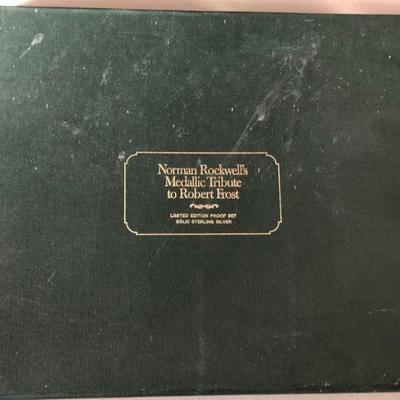 Norman Rockwell's
Medallic Tribute
to Robert Frost
LIMITED EDITION PROOF SET
SOLID STERLING SILVER